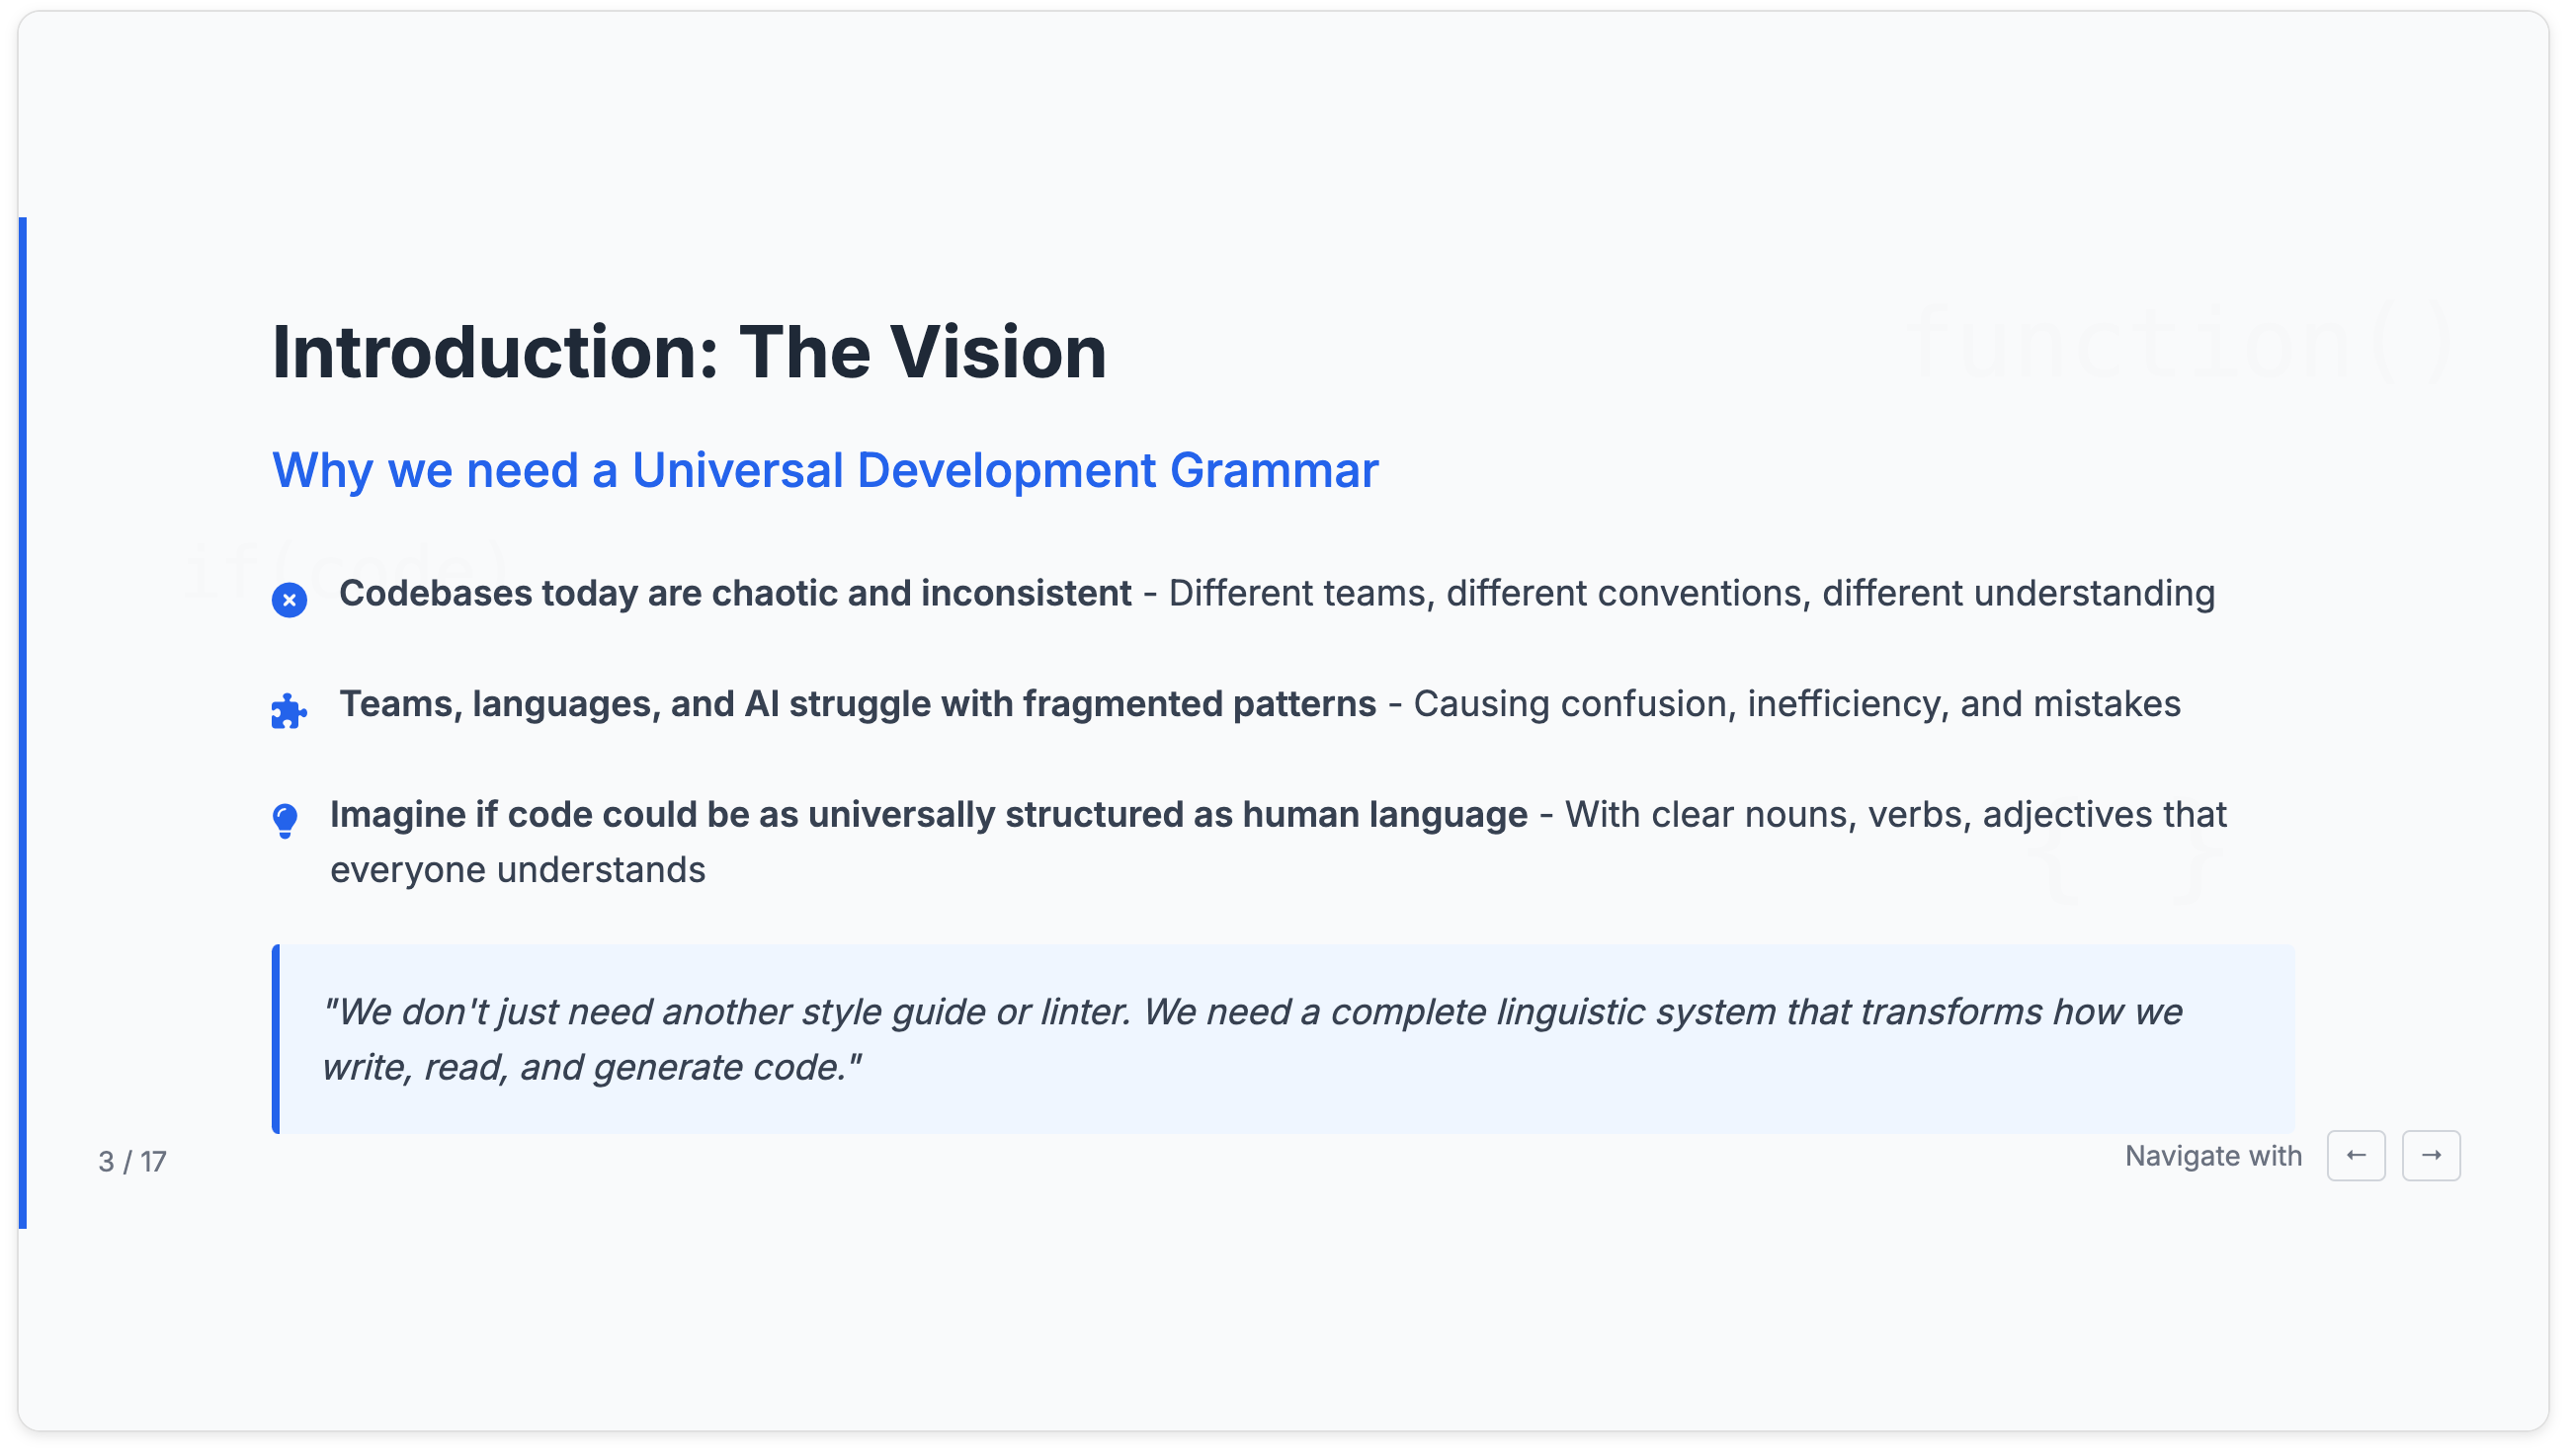 function()
Introduction: The Vision
Why we need a Universal Development Grammar
if(code)
Codebases today are chaotic and inconsistent - Different teams, different conventions, different understanding
Teams, languages, and AI struggle with fragmented patterns - Causing confusion, inefficiency, and mistakes
Imagine if code could be as universally structured as human language - With clear nouns, verbs, adjectives that
everyone understands
{ }
"We don't just need another style guide or linter. We need a complete linguistic system that transforms how we
write, read, and generate code."
3 / 17
Navigate with ← →